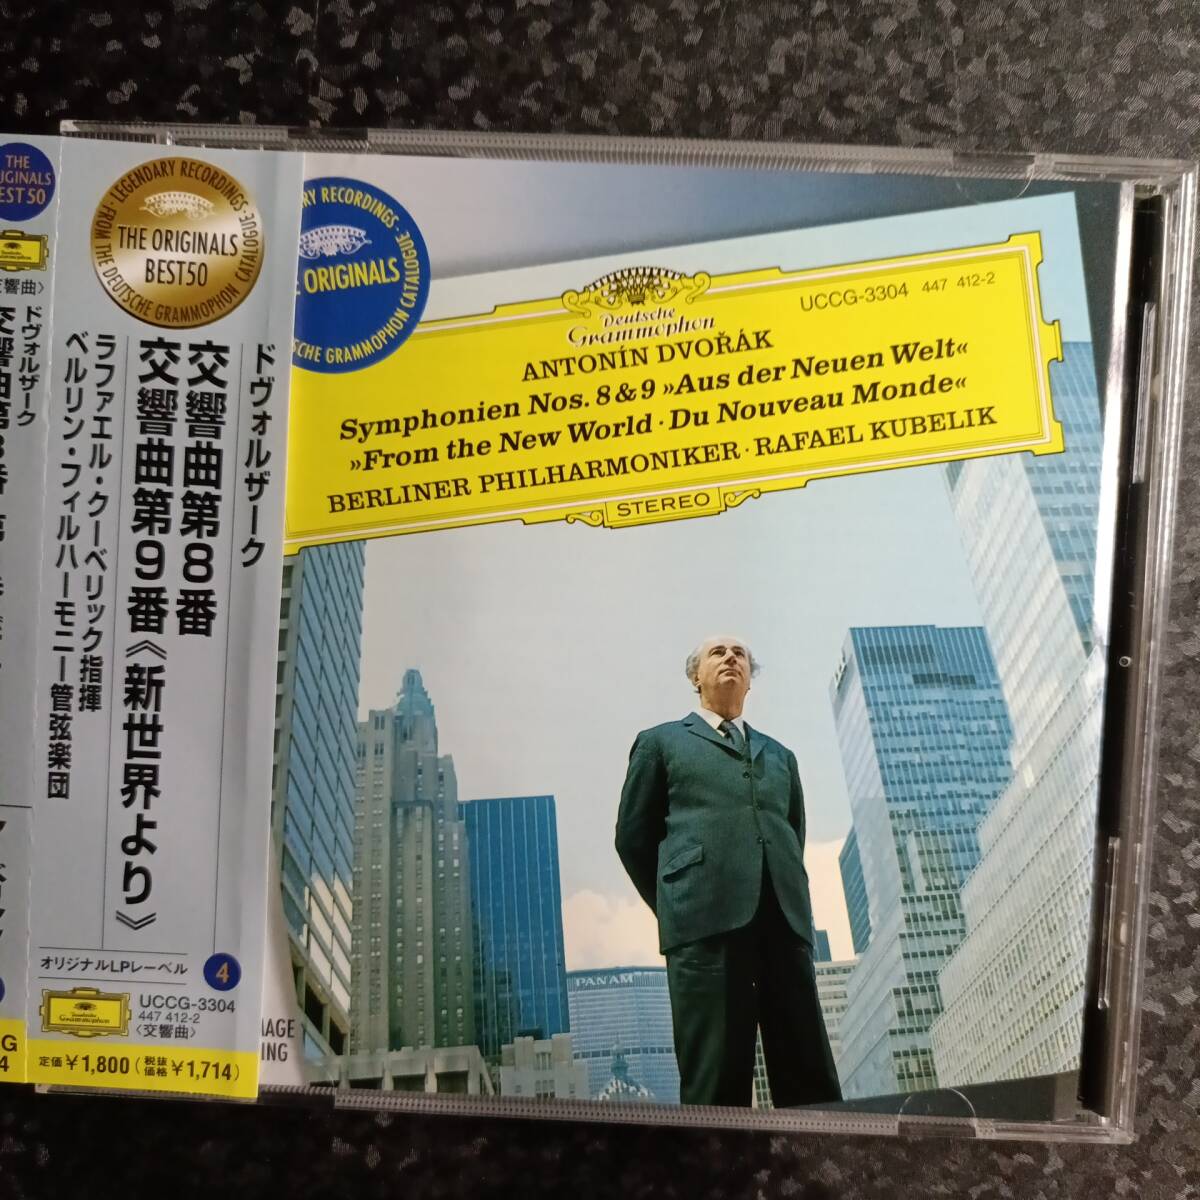 THE
ORIGINALS
BEST 50
交響曲〉
ドヴォルザーク
LEGENDARY RECORDINGS
FROM THE DEUTSCHE GRAMMOPHON CATALOGUE
THE ORIGINALS
BEST50
ドヴォルザーク
交響曲第8番
交響曲第9番《新世界より》
ラファエル・クーベリック指揮
ベルリン・フィルハーモニー管弦楽団
オリジナルLPレーベル
4
Deutsche
Grammophon
UCCG-3304
447 412-2
〈交響曲〉
定価¥1,800(税抜価格¥1,714)
RECORDINGS
ORIGINALS
GRAMMOPHON CATALOGUE
Deutsche
Grammophon
UCCG-3304 447 412-2
ANTONÍN DVOŘÁK
Symphonien Nos. 8 & 9 »Aus der Neuen Welt«
»From the New World · Du Nouveau Monde«
BERLINER PHILHARMONIKER · RAFAEL KUBELIK
STEREO
PAN AM
MAGE
ING